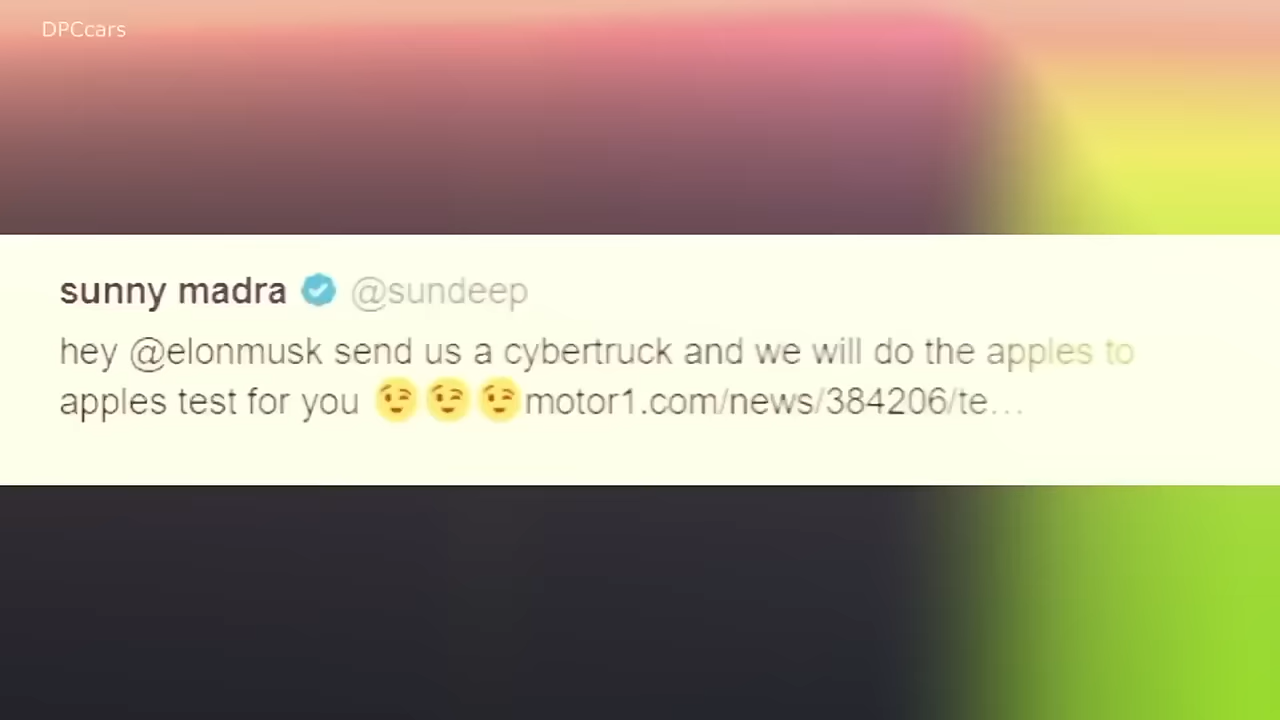 DPCcars
sunny madra @sundeep
hey @elonmusk send us a cybertruck and we will do the apples to
apples test for you 😉😉😉motor1.com/news/384206/te…